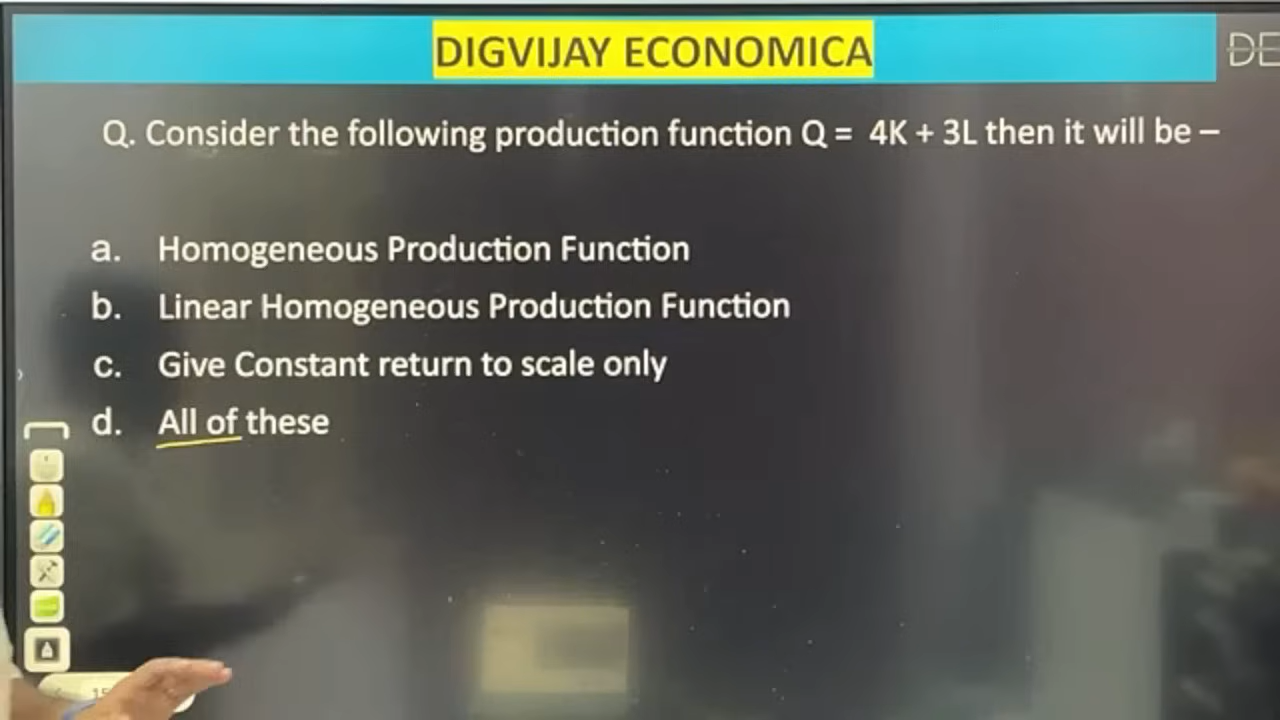 DIGVIJAY ECONOMICA
DE
Q. Consider the following production function Q = 4K + 3L then it will be –
a. Homogeneous Production Function
b. Linear Homogeneous Production Function
c. Give Constant return to scale only
d. All of these